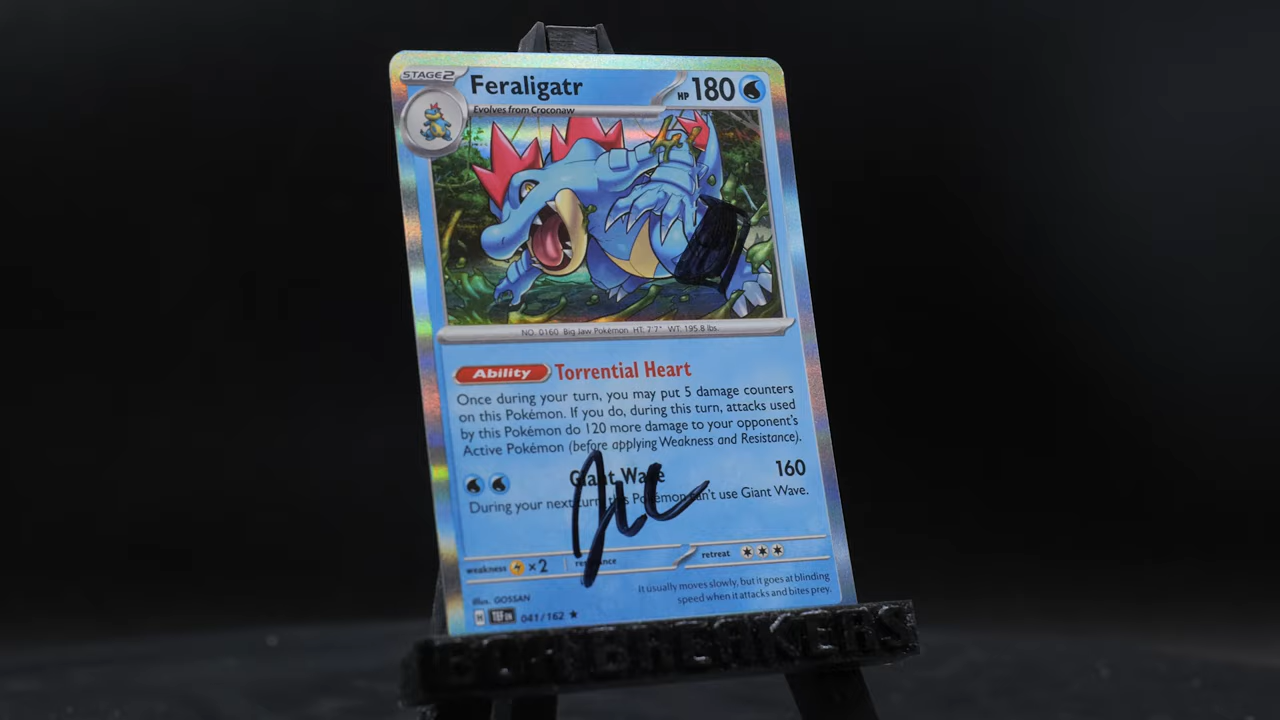 STAGE2
Feraligatr
HP 180
Evolves from Croconaw
NO. 0160 Big Jaw Pokémon HT: 7'7" WT: 195.8 lbs.
Ability Torrential Heart
Once during your turn, you may put 5 damage counters
on this Pokémon. If you do, during this turn, attacks used
by this Pokémon do 120 more damage to your opponent's
Active Pokémon (before applying Weakness and Resistance).
Giant Wave 160
During your next turn, this Pokémon can't use Giant Wave.
weakness ×2 resistance retreat
It usually moves slowly, but it goes at blinding
speed when it attacks and bites prey.
Illus. GOSSAN
H TEF EN 041/162 ★